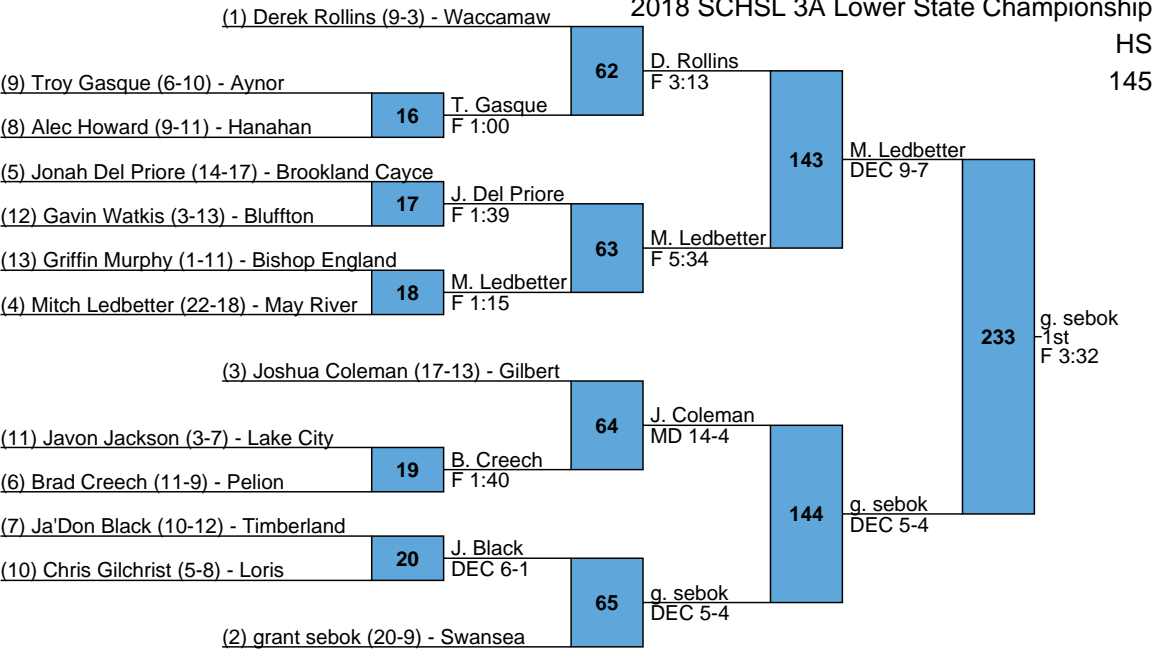 2018 SCHSL 3A Lower State Championship
HS
145
(1) Derek Rollins (9-3) - Waccamaw
62
D. Rollins
F 3:13
(9) Troy Gasque (6-10) - Aynor
16
T. Gasque
F 1:00
(8) Alec Howard (9-11) - Hanahan
143
M. Ledbetter
DEC 9-7
(5) Jonah Del Priore (14-17) - Brookland Cayce
17
J. Del Priore
F 1:39
(12) Gavin Watkis (3-13) - Bluffton
63
M. Ledbetter
F 5:34
(13) Griffin Murphy (1-11) - Bishop England
18
M. Ledbetter
F 1:15
(4) Mitch Ledbetter (22-18) - May River
233
g. sebok
1st
F 3:32
(3) Joshua Coleman (17-13) - Gilbert
64
J. Coleman
MD 14-4
(11) Javon Jackson (3-7) - Lake City
19
B. Creech
F 1:40
(6) Brad Creech (11-9) - Pelion
144
g. sebok
DEC 5-4
(7) Ja'Don Black (10-12) - Timberland
20
J. Black
DEC 6-1
(10) Chris Gilchrist (5-8) - Loris
65
g. sebok
DEC 5-4
(2) grant sebok (20-9) - Swansea